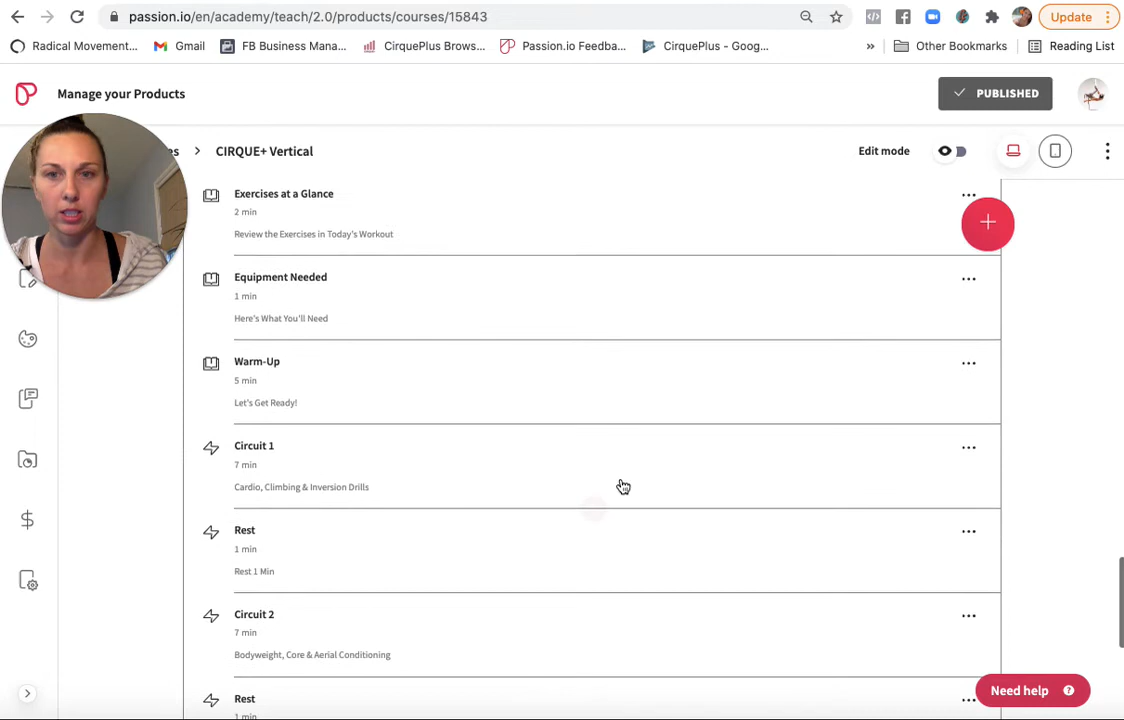 passion.io/en/academy/teach/2.0/products/courses/15843
Update
Radical Movement...
Gmail
FB Business Mana...
CirquePlus Brows...
Passion.io Feedba...
CirquePlus - Goog...
»
Other Bookmarks
Reading List
Manage your Products
PUBLISHED
es > CIRQUE+ Vertical
Edit mode
Exercises at a Glance
2 min
Review the Exercises in Today's Workout
Equipment Needed
1 min
Here's What You'll Need
Warm-Up
5 min
Let's Get Ready!
Circuit 1
7 min
Cardio, Climbing & Inversion Drills
Rest
1 min
Rest 1 Min
Circuit 2
7 min
Bodyweight, Core & Aerial Conditioning
Rest
1 min
Need help